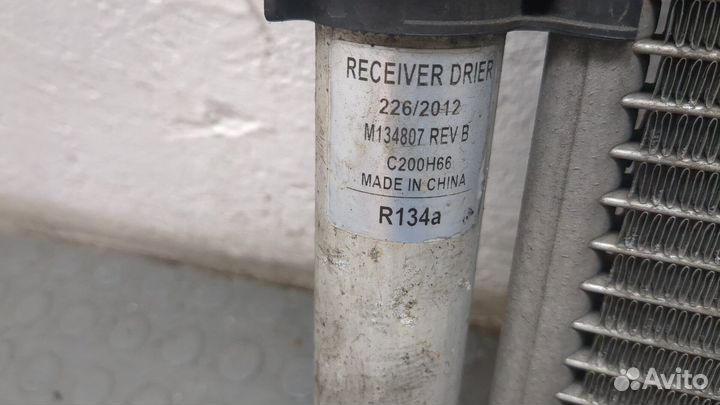 RECEIVER DRIER
226/2012
M134807 REV B
C200H66
MADE IN CHINA
R134a
Avito